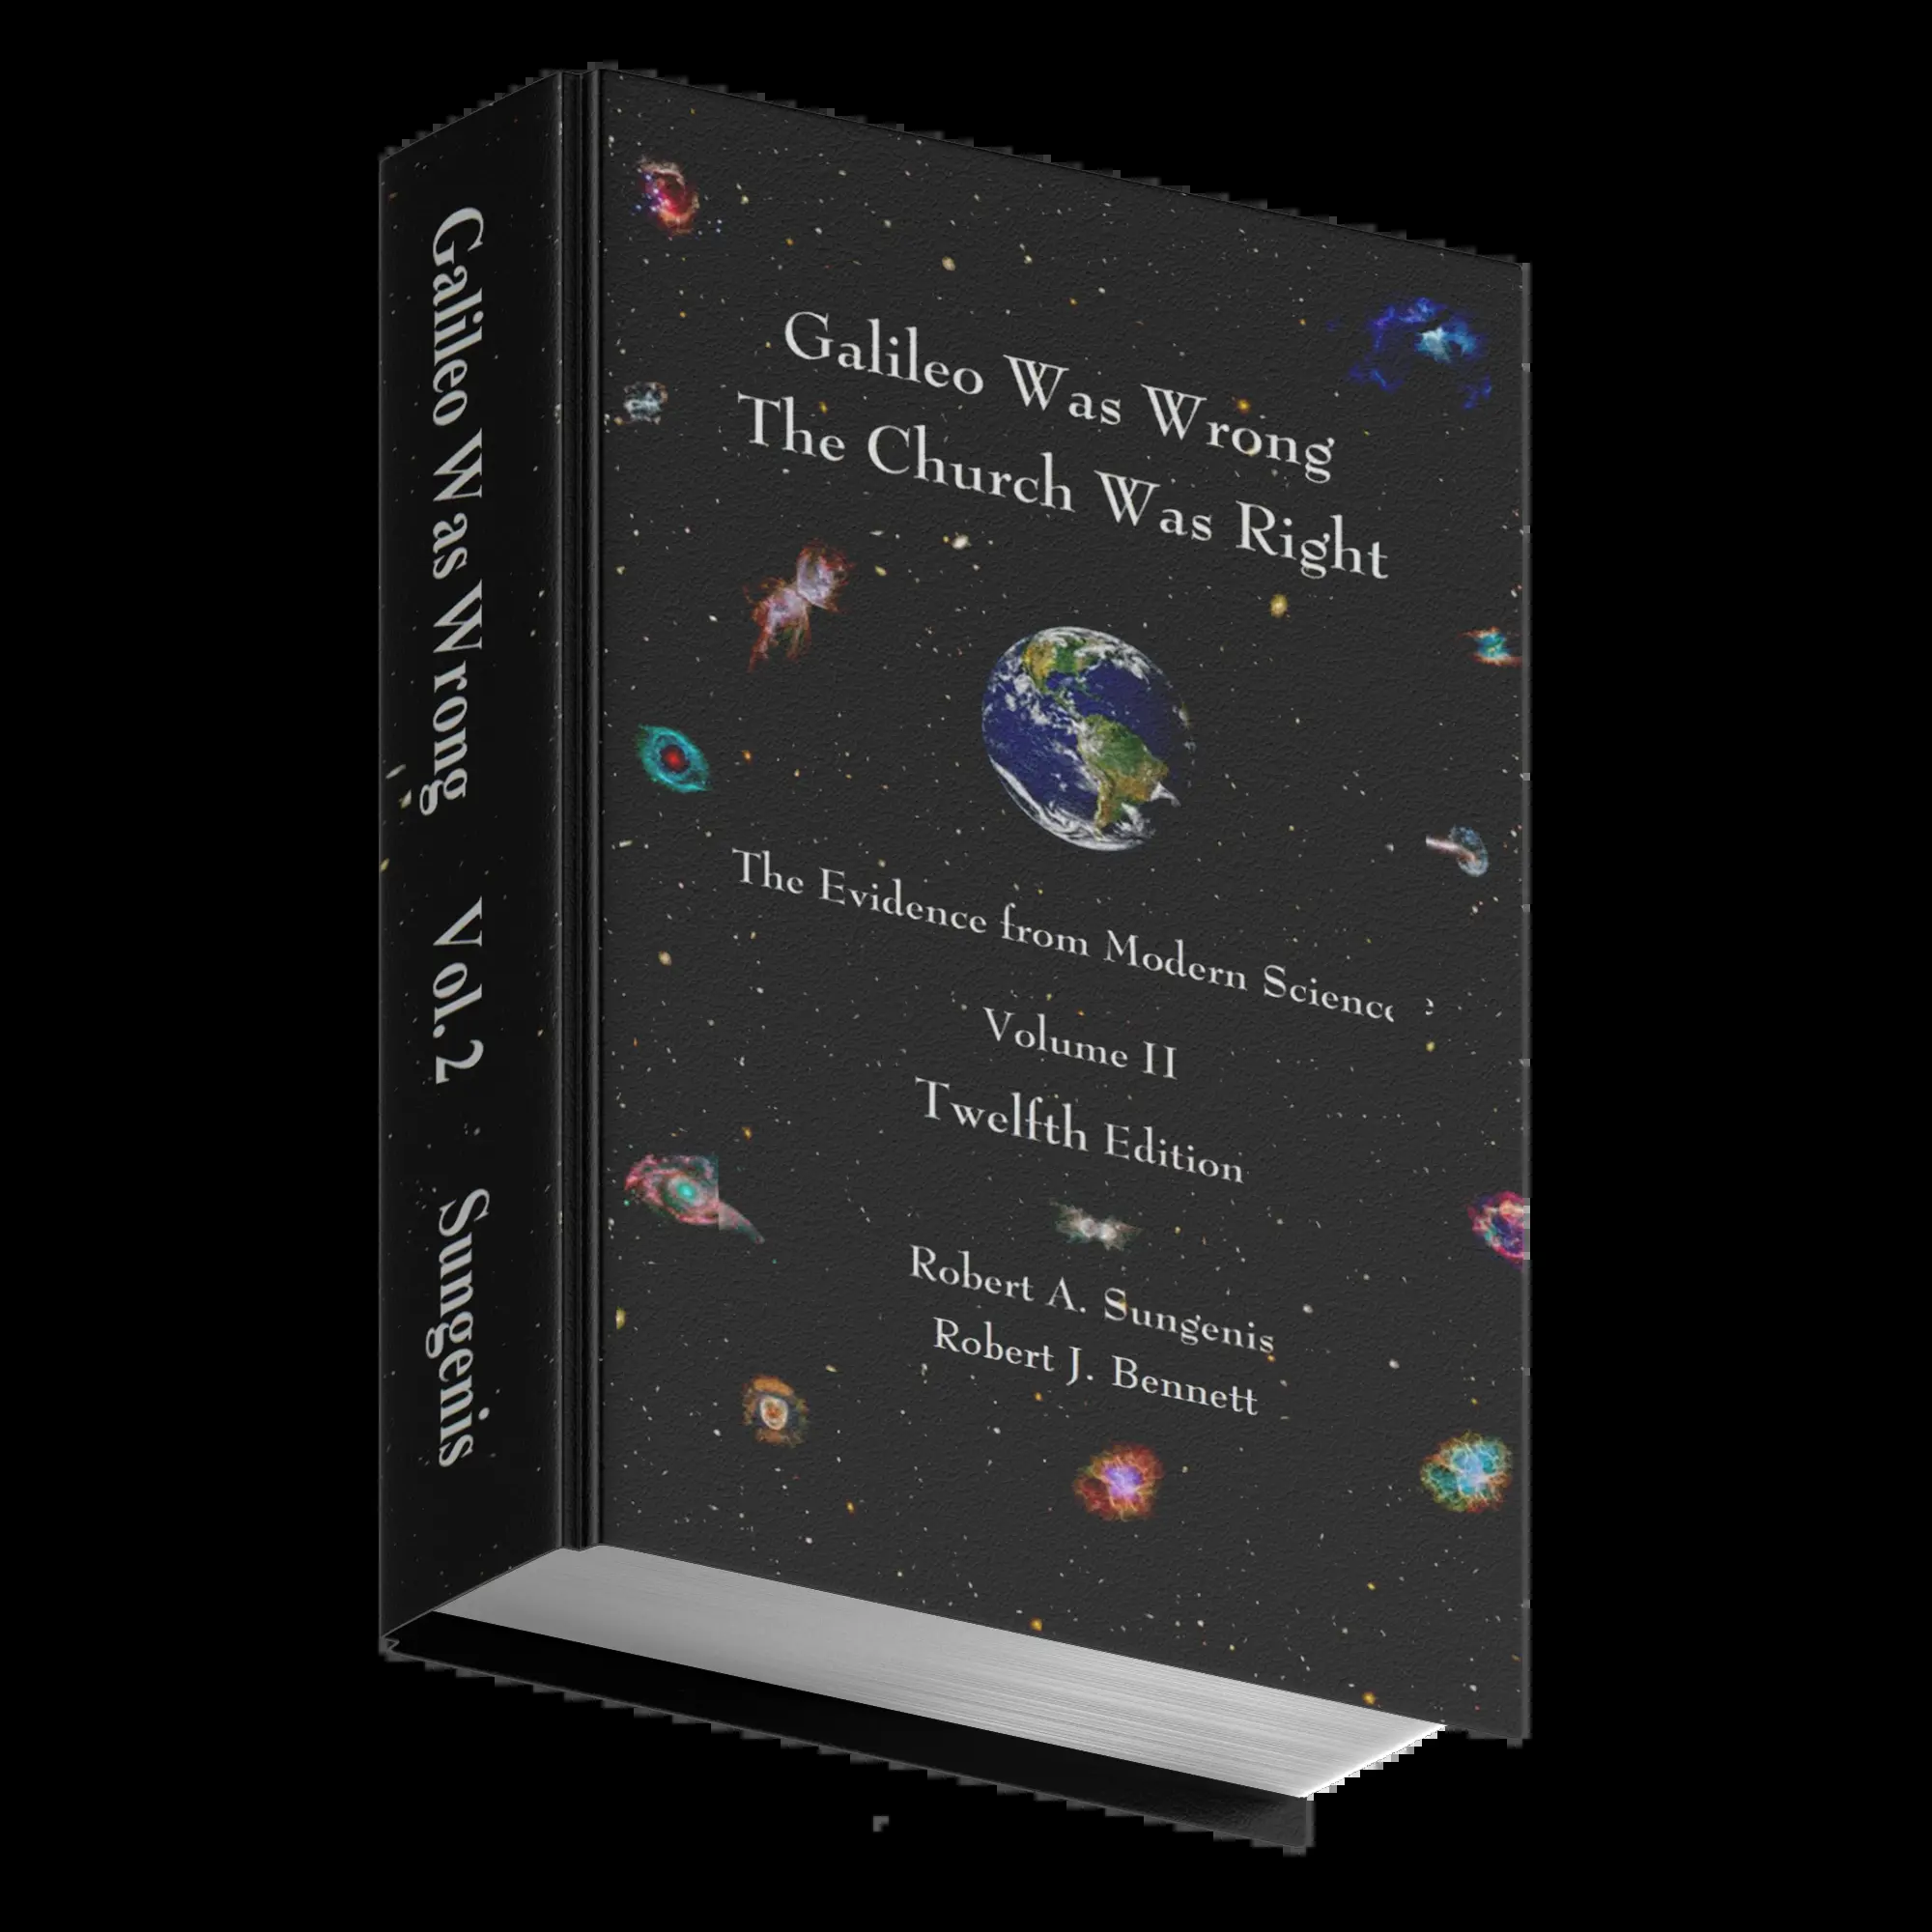 Galileo Was Wrong Vol. 2 Sungenis
Galileo Was Wrong
The Church Was Right
The Evidence from Modern Science
Volume II
Twelfth Edition
Robert A. Sungenis
Robert J. Bennett